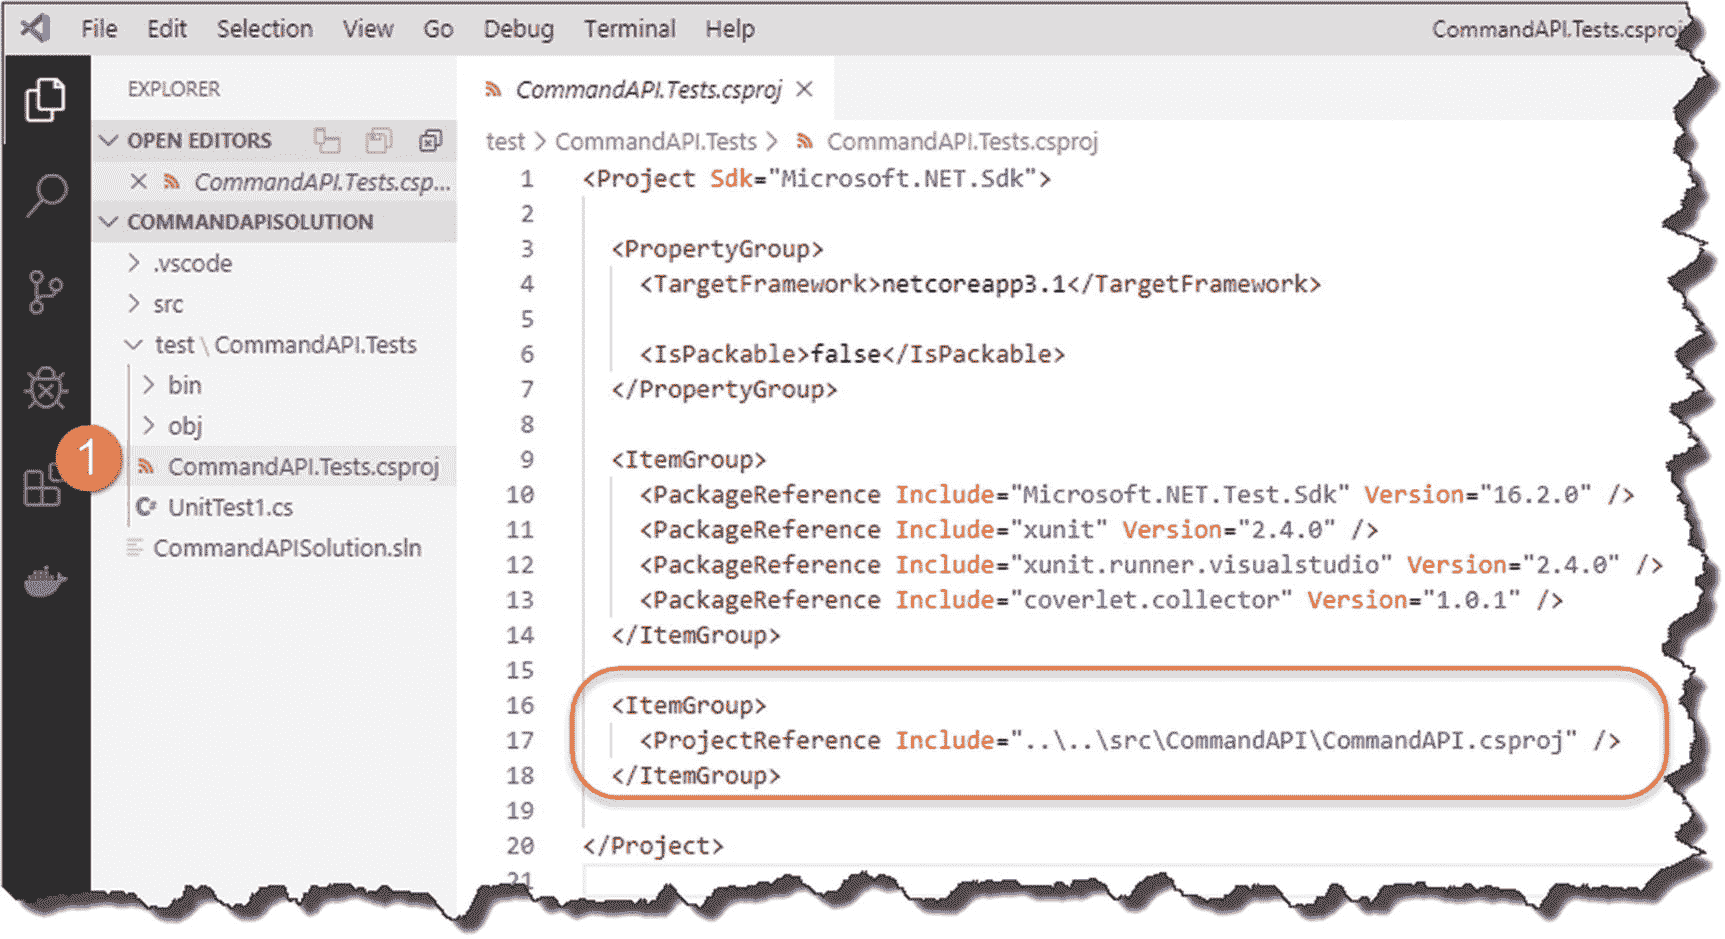 File Edit Selection View Go Debug Terminal Help
CommandAPI.Tests.csproj
EXPLORER
OPEN EDITORS
CommandAPI.Tests.csp...
COMMANDAPISOLUTION
.vscode
src
test \ CommandAPI.Tests
bin
obj
1
CommandAPI.Tests.csproj
UnitTest1.cs
CommandAPISolution.sln
CommandAPI.Tests.csproj
test > CommandAPI.Tests > CommandAPI.Tests.csproj
1 <Project Sdk="Microsoft.NET.Sdk">
2
3 <PropertyGroup>
4 <TargetFramework>netcoreapp3.1</TargetFramework>
5
6 <IsPackable>false</IsPackable>
7 </PropertyGroup>
8
9 <ItemGroup>
10 <PackageReference Include="Microsoft.NET.Test.Sdk" Version="16.2.0" />
11 <PackageReference Include="xunit" Version="2.4.0" />
12 <PackageReference Include="xunit.runner.visualstudio" Version="2.4.0" />
13 <PackageReference Include="coverlet.collector" Version="1.0.1" />
14 </ItemGroup>
15
16 <ItemGroup>
17 <ProjectReference Include="..\..\src\CommandAPI\CommandAPI.csproj" />
18 </ItemGroup>
19
20 </Project>
21